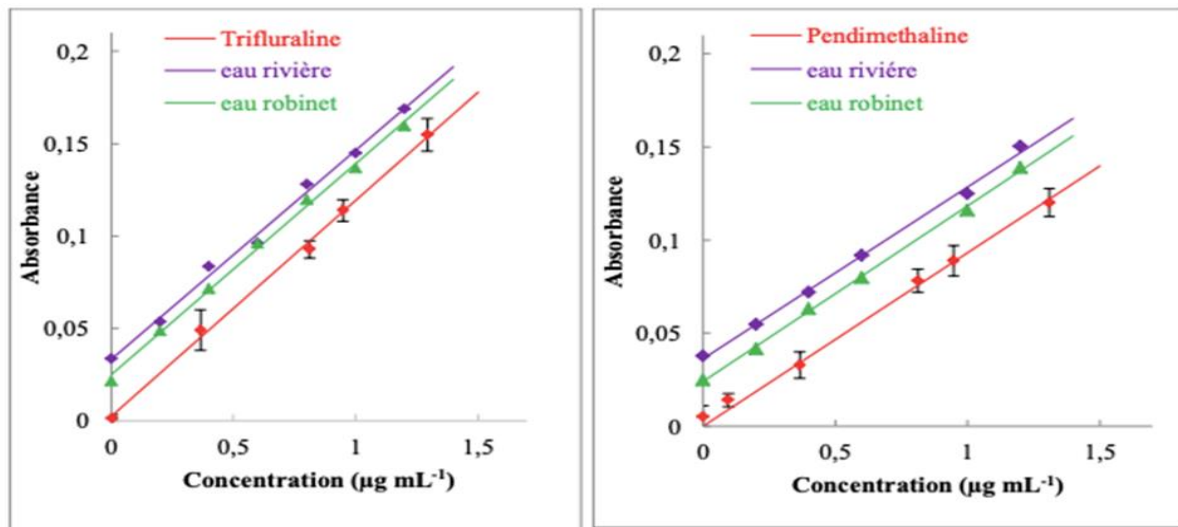 Trifluraline
eau rivière
eau robinet
0,2
0,15
0,1
0,05
0
Absorbance
0 0,5 1 1,5
Concentration (µg mL⁻¹)
Pendimethaline
eau riviére
eau robinet
0,2
0,15
0,1
0,05
0
Absorbance
0 0,5 1 1,5
Concentration (µg mL⁻¹)